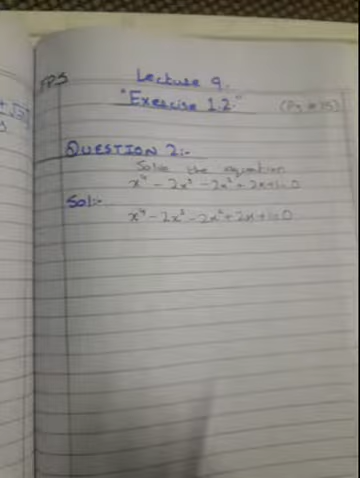 Lecture 9.
"Exercise 1.2."
QUESTION 2:-
Solve the equation
x⁴ - 2x³ - 2x² + 2x + 1 = 0
Sol:-
x⁴ - 2x³ - 2x² + 2x + 1 = 0